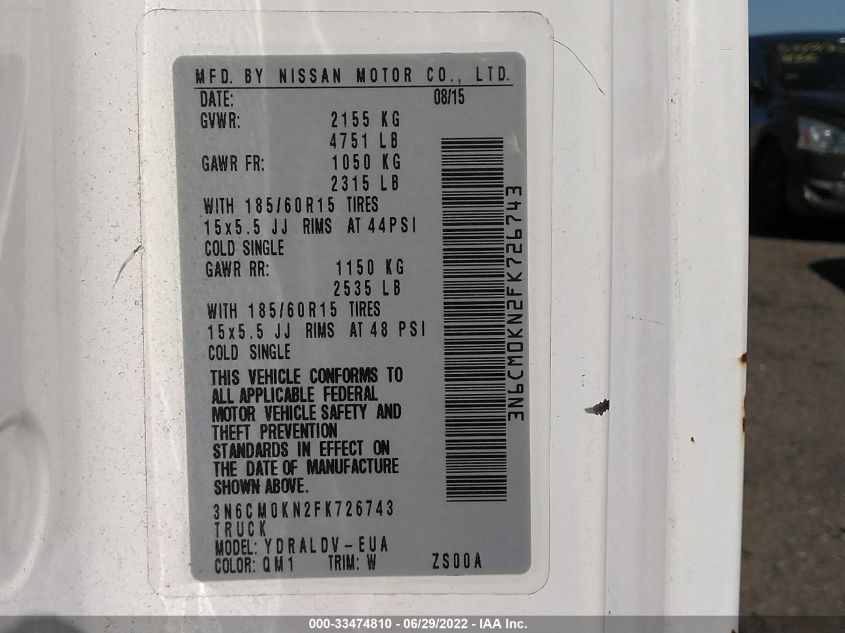 MFD. BY NISSAN MOTOR CO., LTD.
DATE: 08/15
GVWR: 2155 KG
4751 LB
GAWR FR: 1050 KG
2315 LB
WITH 185/60R15 TIRES
15x5.5 JJ RIMS AT 44PSI
COLD SINGLE
GAWR RR: 1150 KG
2535 LB
WITH 185/60R15 TIRES
15x5.5 JJ RIMS AT 48 PSI
COLD SINGLE
THIS VEHICLE CONFORMS TO
ALL APPLICABLE FEDERAL
MOTOR VEHICLE SAFETY AND
THEFT PREVENTION
STANDARDS IN EFFECT ON
THE DATE OF MANUFACTURE
SHOWN ABOVE.
3N6CM0KN2FK726743
TRUCK
MODEL: YDRALDV-EUA
COLOR: QM1 TRIM: W ZS00A
3N6CM0KN2FK726743
000-33474810 - 06/29/2022 - IAA Inc.